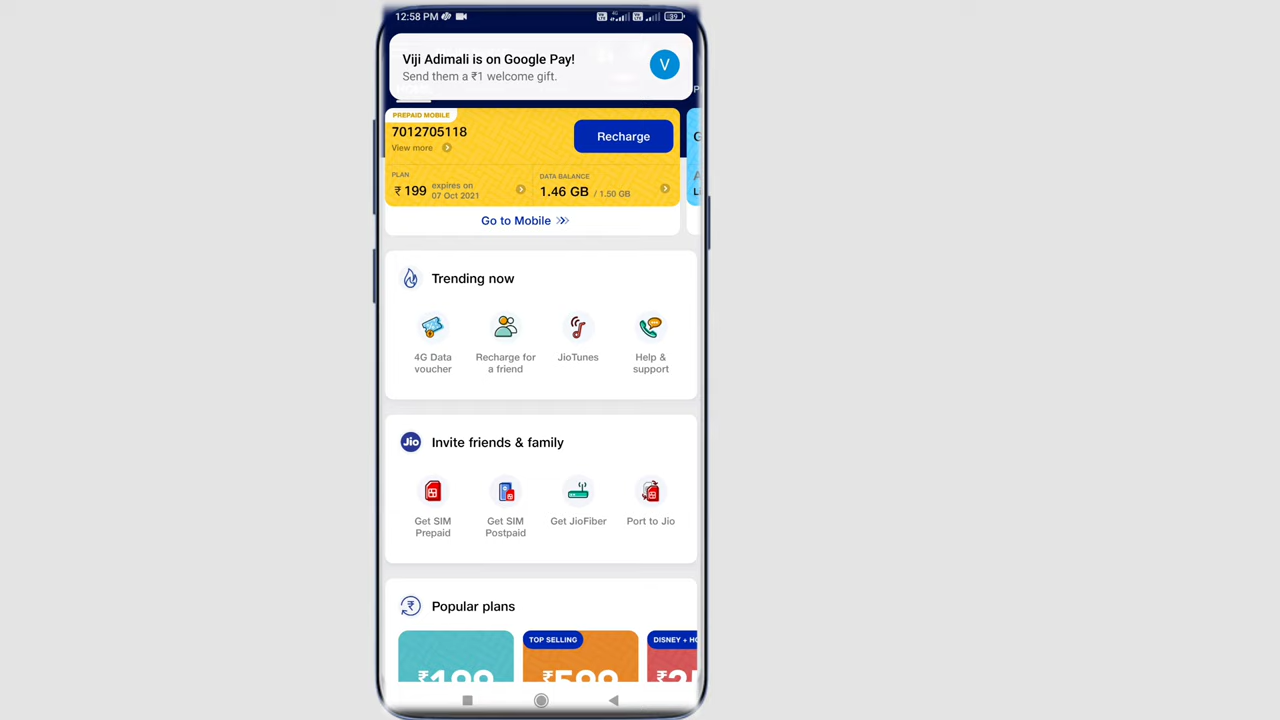 12:58 PM
89
Viji Adimali is on Google Pay!
Send them a ₹1 welcome gift.
V
PREPAID MOBILE
7012705118
View more
Recharge
PLAN
₹ 199 expires on
07 Oct 2021
DATA BALANCE
1.46 GB / 1.50 GB
Go to Mobile
Trending now
4G Data
voucher
Recharge for
a friend
JioTunes
Help &
support
Jio
Invite friends & family
Get SIM
Prepaid
Get SIM
Postpaid
Get JioFiber
Port to Jio
Popular plans
₹199
TOP SELLING
₹599
DISNEY + HO